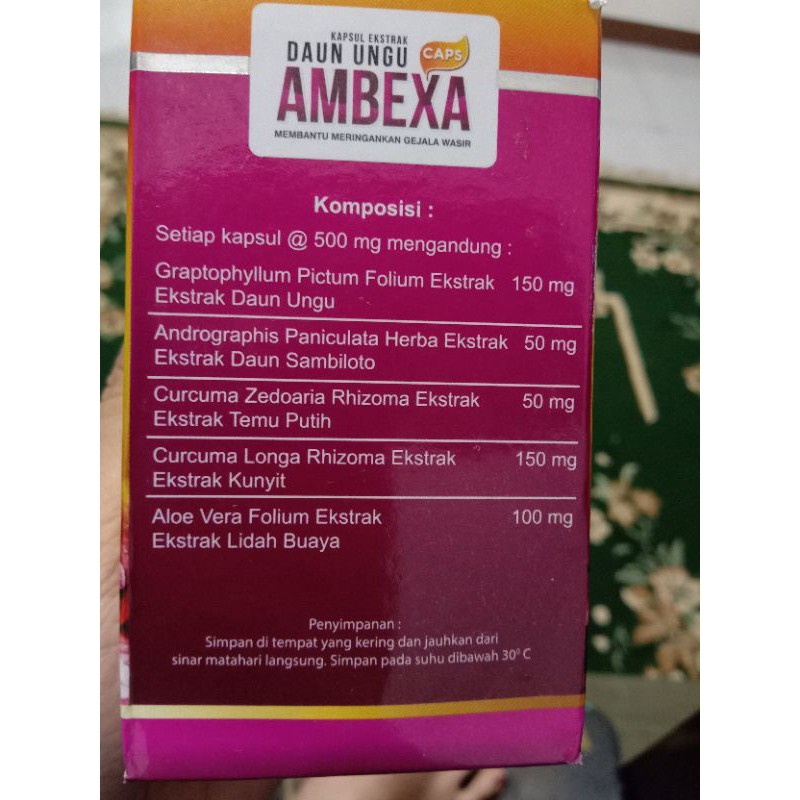 KAPSUL EKSTRAK
DAUN UNGU CAPS
AMBEXA
MEMBANTU MERINGANKAN GEJALA WASIR
Komposisi :
Setiap kapsul @ 500 mg mengandung :
Graptophyllum Pictum Folium Ekstrak 150 mg
Ekstrak Daun Ungu
Andrographis Paniculata Herba Ekstrak 50 mg
Ekstrak Daun Sambiloto
Curcuma Zedoaria Rhizoma Ekstrak 50 mg
Ekstrak Temu Putih
Curcuma Longa Rhizoma Ekstrak 150 mg
Ekstrak Kunyit
Aloe Vera Folium Ekstrak 100 mg
Ekstrak Lidah Buaya
Penyimpanan :
Simpan di tempat yang kering dan jauhkan dari
sinar matahari langsung. Simpan pada suhu dibawah 30⁰ C